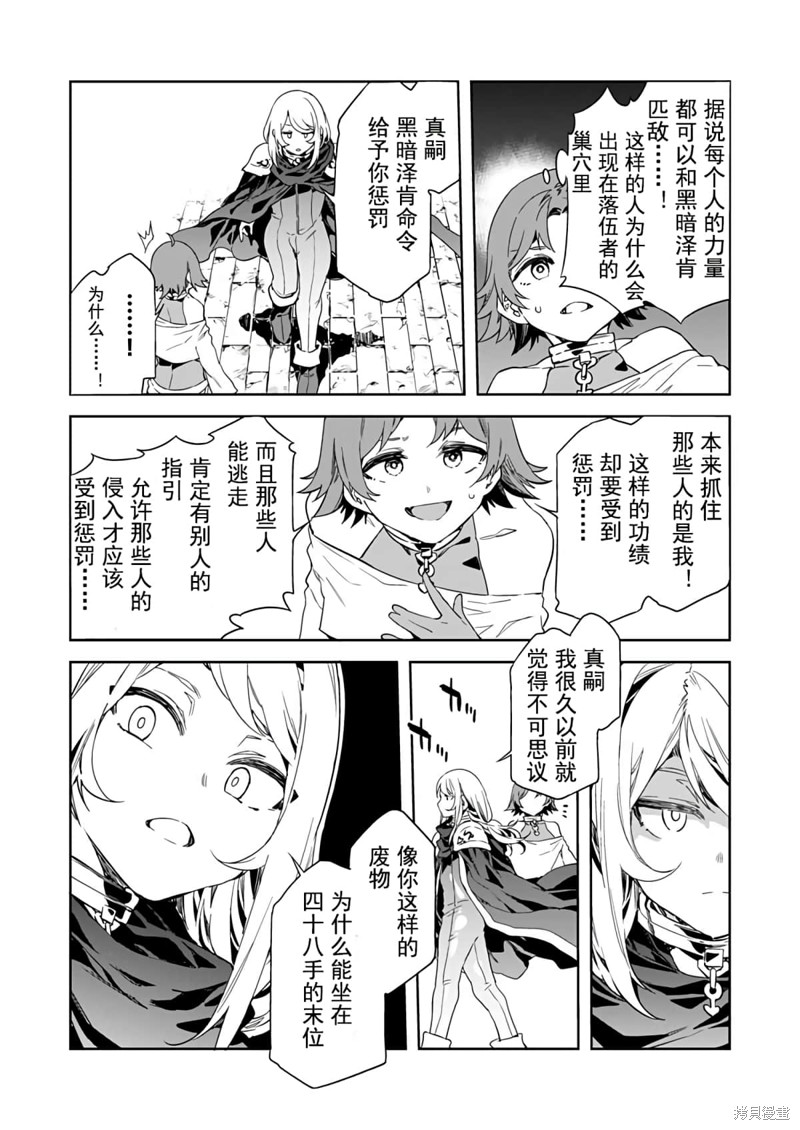 据说每个人的力量
都可以和黑暗泽肯
匹敌……！
这样的人为什么会
出现在落伍者的
巢穴里
真嗣
黑暗泽肯命令
给予你惩罚
……！
为什么……！
本来抓住
那些人的是我！
这样的功绩
却要受到
惩罚……
而且那些人
能逃走
肯定有别人的
指引
允许那些人的
侵入才应该
受到惩罚……
真嗣
我很久以前就
觉得不可思议
カッ
カッ
像你这样的
废物
为什么能坐在
四十八手的末位
拷贝漫畫